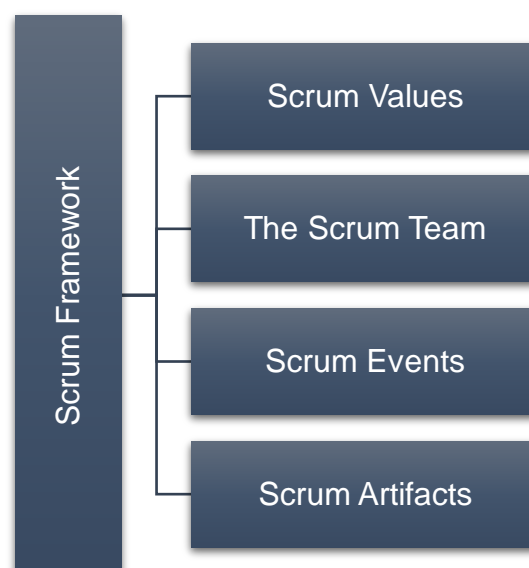 Scrum Framework
Scrum Values
The Scrum Team
Scrum Events
Scrum Artifacts